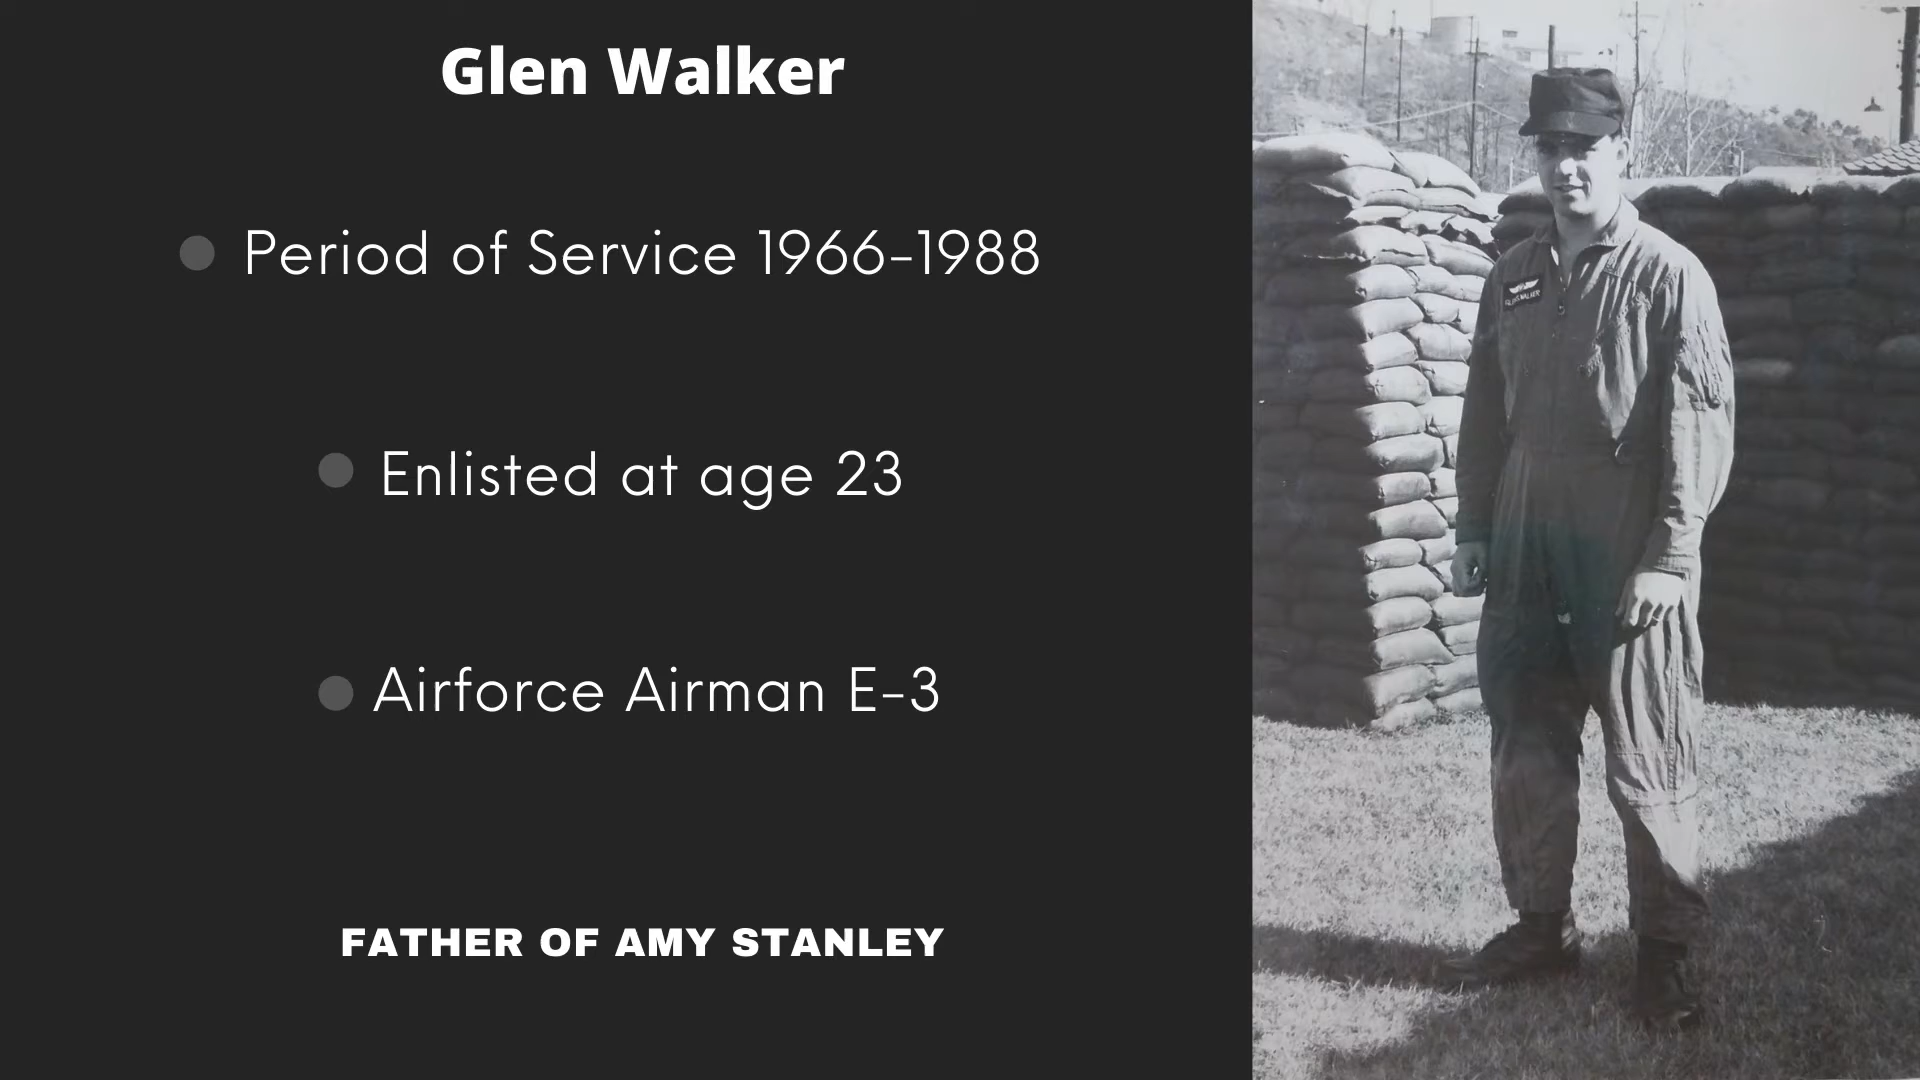 Glen Walker
Period of Service 1966-1988
Enlisted at age 23
Airforce Airman E-3
FATHER OF AMY STANLEY